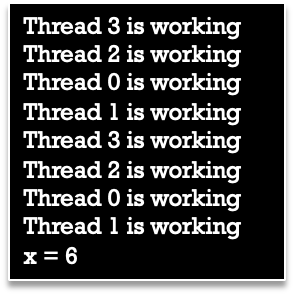 Thread 3 is working
Thread 2 is working
Thread 0 is working
Thread 1 is working
Thread 3 is working
Thread 2 is working
Thread 0 is working
Thread 1 is working
x = 6